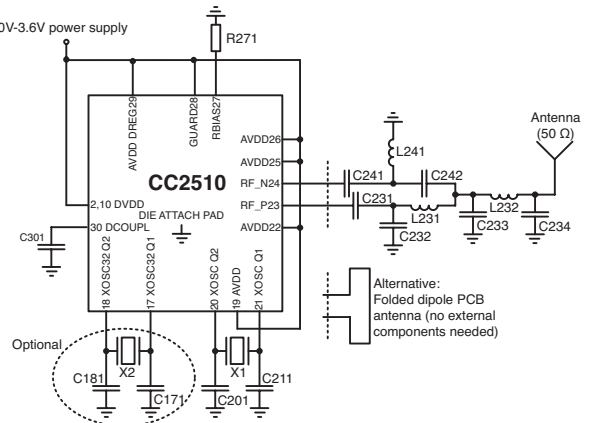 0V-3.6V power supply
R271
AVDD DREG29
GUARD28
RBIAS27
Antenna
(50 Ω)
L241
AVDD26
AVDD25
CC2510
C241
C242
RF_N24
C231
RF_P23
L231
L232
2,10 DVDD
DIE ATTACH PAD
AVDD22
C232
C233
C234
C301
30 DCOUPL
18 XOSC32 Q2
17 XOSC32 Q1
20 XOSC Q2
19 AVDD
21 XOSC Q1
Alternative:
Folded dipole PCB
antenna (no external
components needed)
Optional
X2
X1
C181
C171
C201
C211